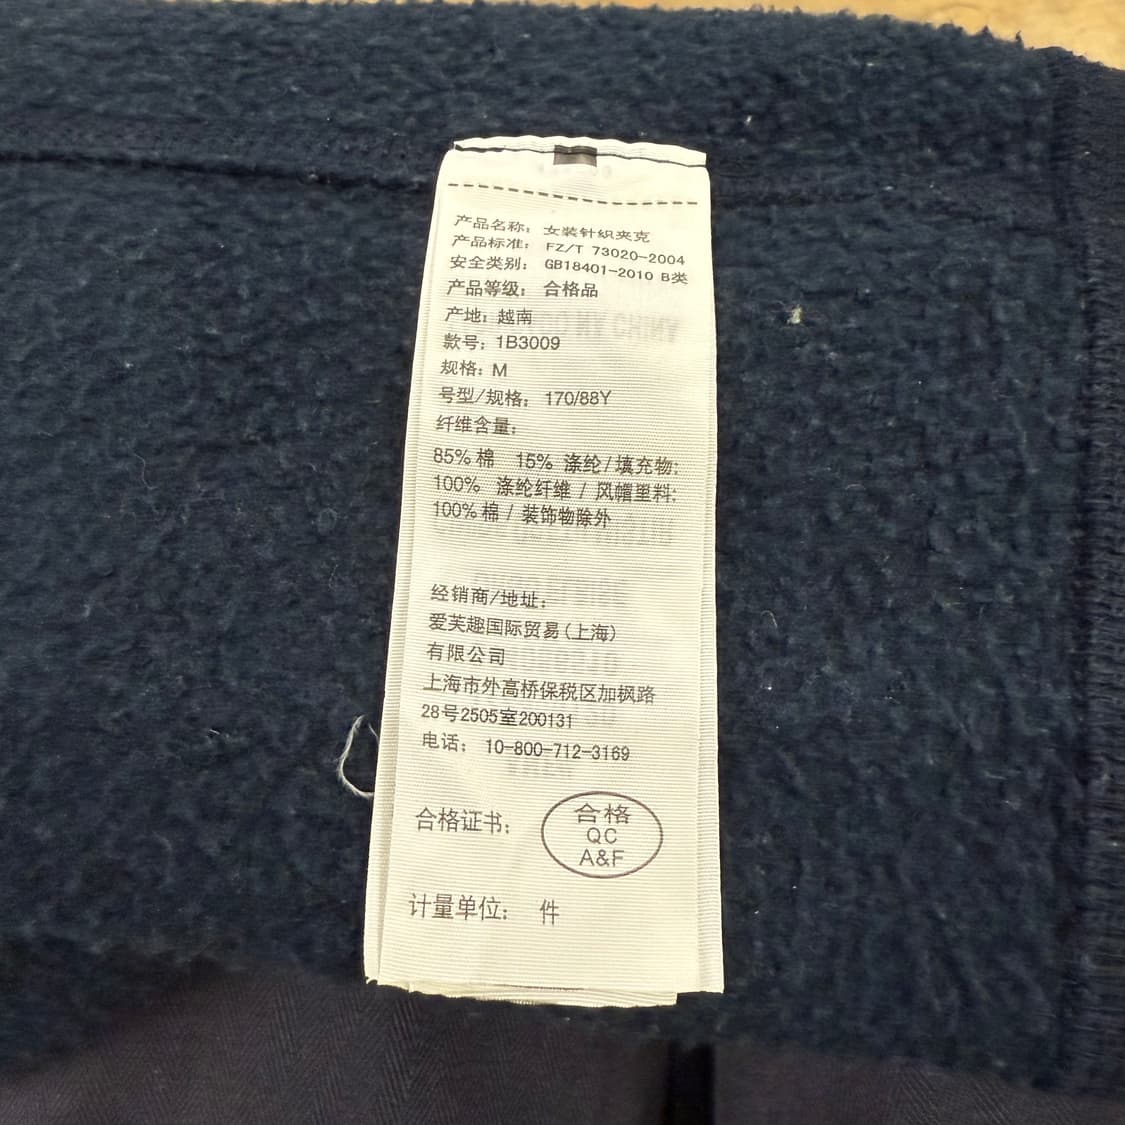 产品名称: 女装针织夹克
产品标准: FZ/T 73020-2004
安全类别: GB18401-2010 B类
产品等级: 合格品
产地: 越南
款号: 1B3009
规格: M
号型/规格: 170/88Y
纤维含量:
85% 棉 15% 涤纶/填充物:
100% 涤纶纤维 / 风帽里料:
100% 棉 / 装饰物除外
经销商/地址:
爱芙趣国际贸易(上海)
有限公司
上海市外高桥保税区加枫路
28号2505室200131
电话: 10-800-712-3169
合格证书:
合格
QC
A&F
计量单位: 件